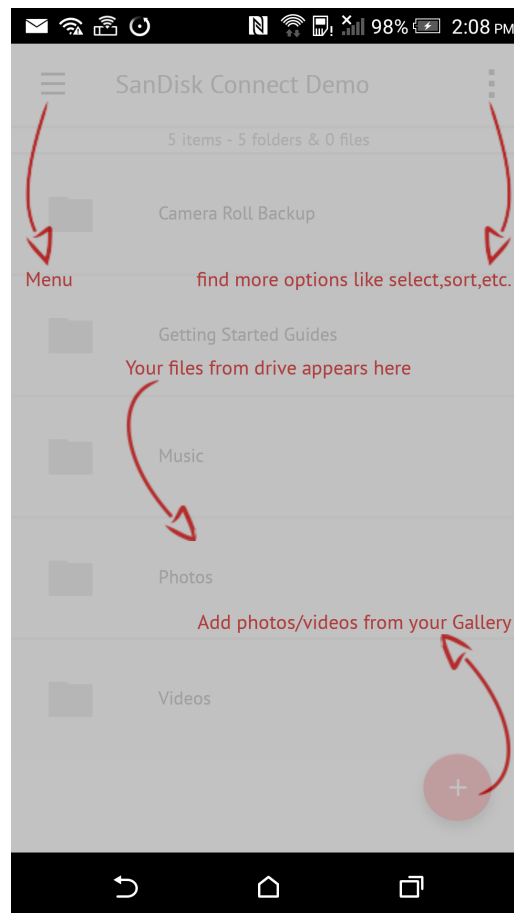 98% 2:08 PM
SanDisk Connect Demo
5 items - 5 folders & 0 files
Camera Roll Backup
Menu
find more options like select,sort,etc.
Getting Started Guides
Your files from drive appears here
Music
Photos
Add photos/videos from your Gallery
Videos